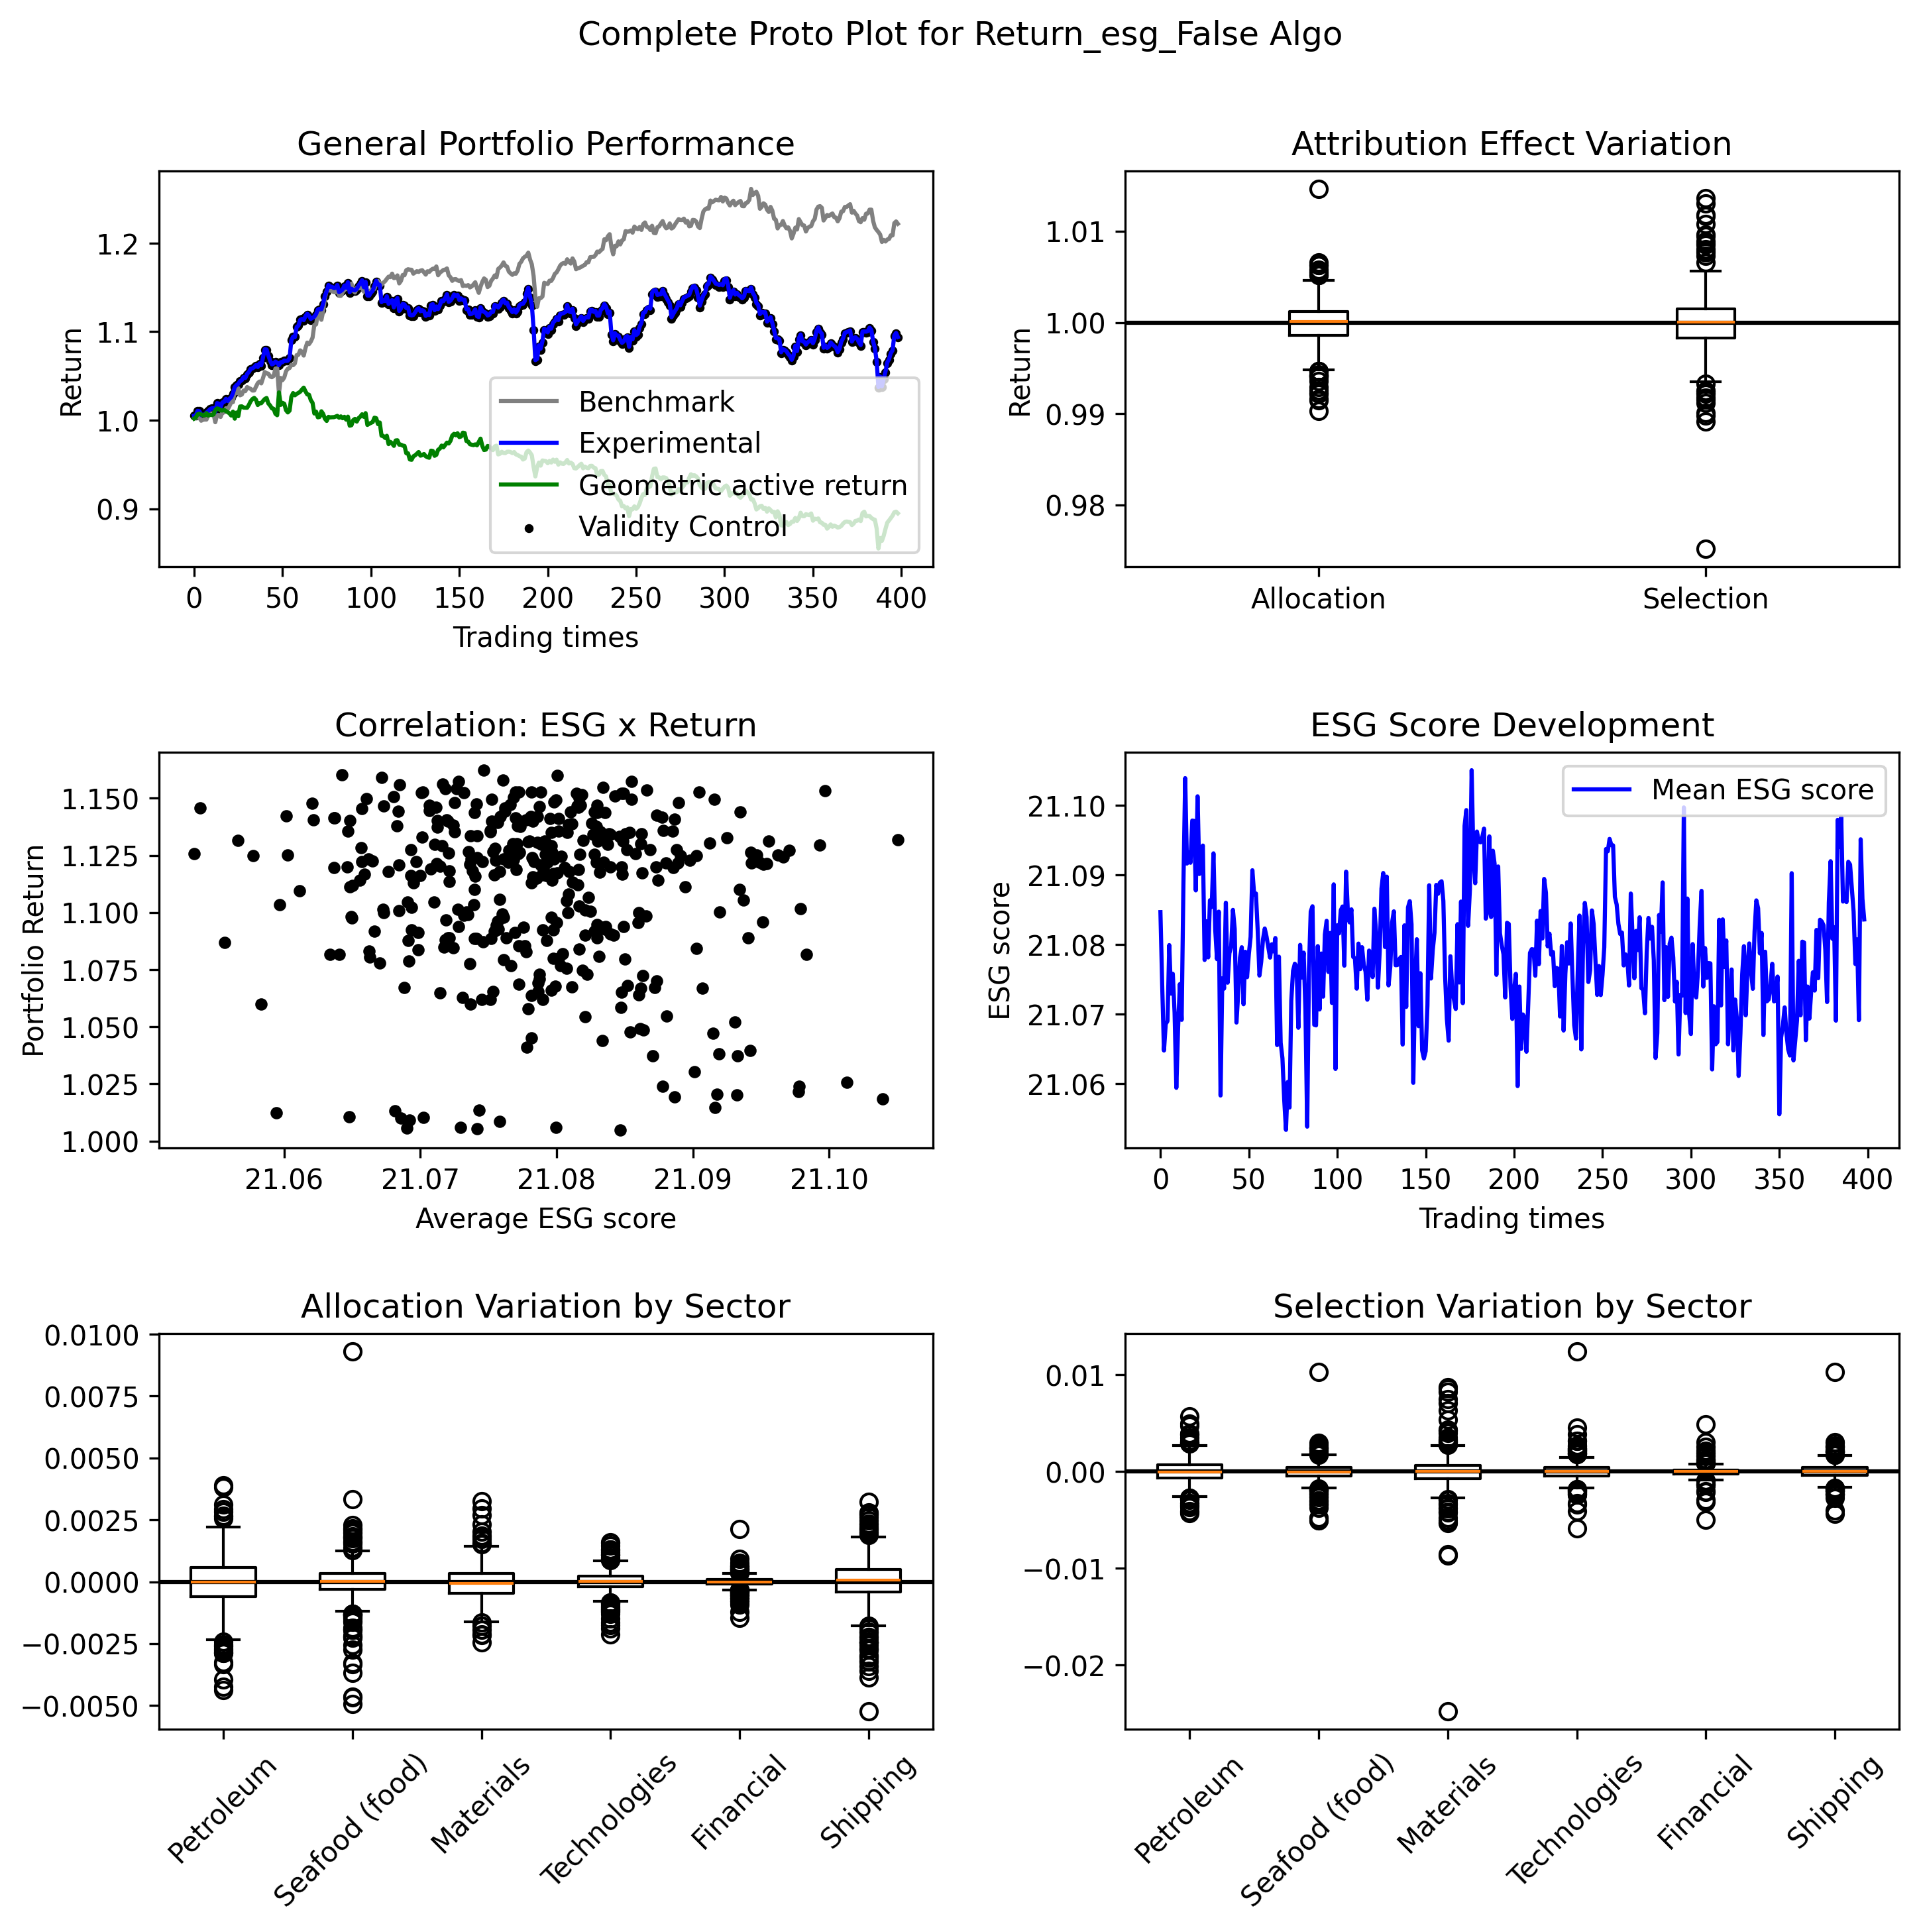 Complete Proto Plot for Return_esg_False Algo
General Portfolio Performance
Return
1.2
1.1
1.0
0.9
Benchmark
Experimental
Geometric active return
Validity Control
0 50 100 150 200 250 300 350 400
Trading times
Attribution Effect Variation
Return
1.01
1.00
0.99
0.98
Allocation Selection
Correlation: ESG x Return
Portfolio Return
1.150
1.125
1.100
1.075
1.050
1.025
1.000
21.06 21.07 21.08 21.09 21.10
Average ESG score
ESG Score Development
ESG score
21.10
21.09
21.08
21.07
21.06
Mean ESG score
0 50 100 150 200 250 300 350 400
Trading times
Allocation Variation by Sector
0.0100
0.0075
0.0050
0.0025
0.0000
−0.0025
−0.0050
Petroleum
Seafood (food)
Materials
Technologies
Financial
Shipping
Selection Variation by Sector
0.01
0.00
−0.01
−0.02
Petroleum
Seafood (food)
Materials
Technologies
Financial
Shipping